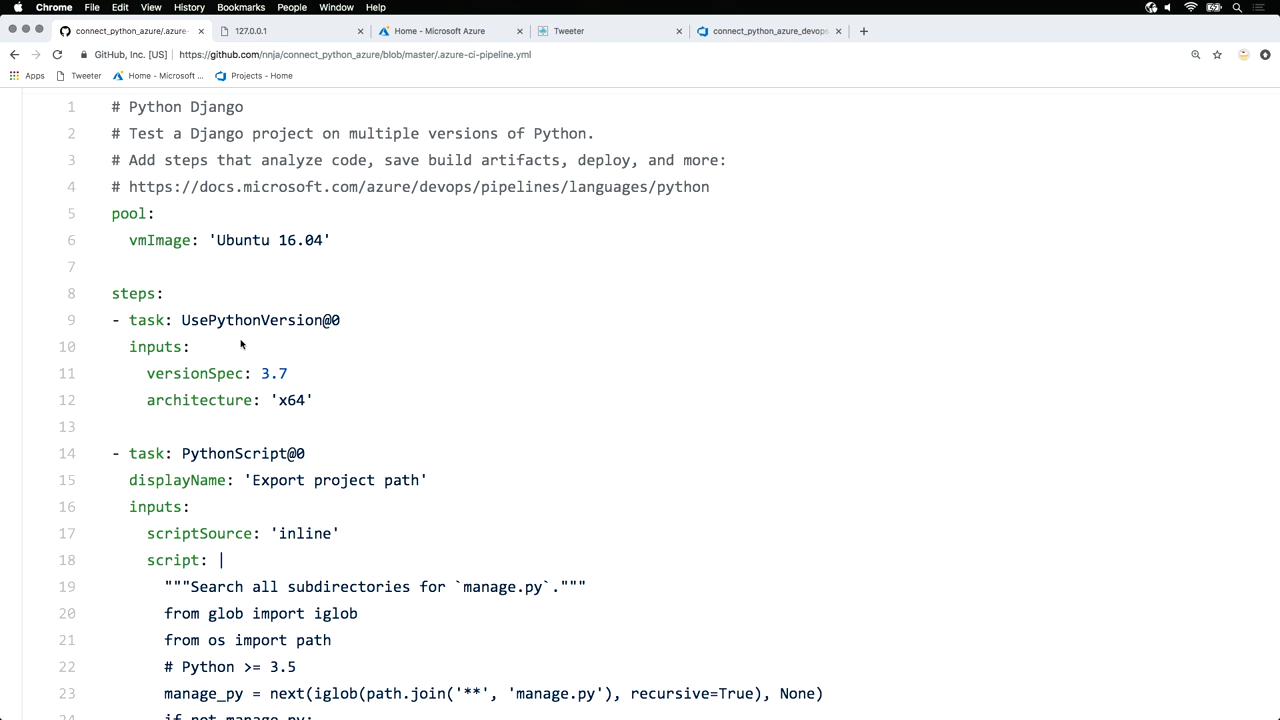 Chrome File Edit View History Bookmarks People Window Help
connect_python_azure/.azure- 127.0.0.1 Home - Microsoft Azure Tweeter connect_python_azure_devops
GitHub, Inc. [US] https://github.com/nnja/connect_python_azure/blob/master/.azure-ci-pipeline.yml
Apps Tweeter Home - Microsoft ... Projects - Home
1 # Python Django
2 # Test a Django project on multiple versions of Python.
3 # Add steps that analyze code, save build artifacts, deploy, and more:
4 # https://docs.microsoft.com/azure/devops/pipelines/languages/python
5 pool:
6 vmImage: 'Ubuntu 16.04'
7
8 steps:
9 - task: UsePythonVersion@0
10 inputs:
11 versionSpec: 3.7
12 architecture: 'x64'
13
14 - task: PythonScript@0
15 displayName: 'Export project path'
16 inputs:
17 scriptSource: 'inline'
18 script: |
19 """Search all subdirectories for `manage.py`."""
20 from glob import iglob
21 from os import path
22 # Python >= 3.5
23 manage_py = next(iglob(path.join('**', 'manage.py'), recursive=True), None)
24 if not manage_py: